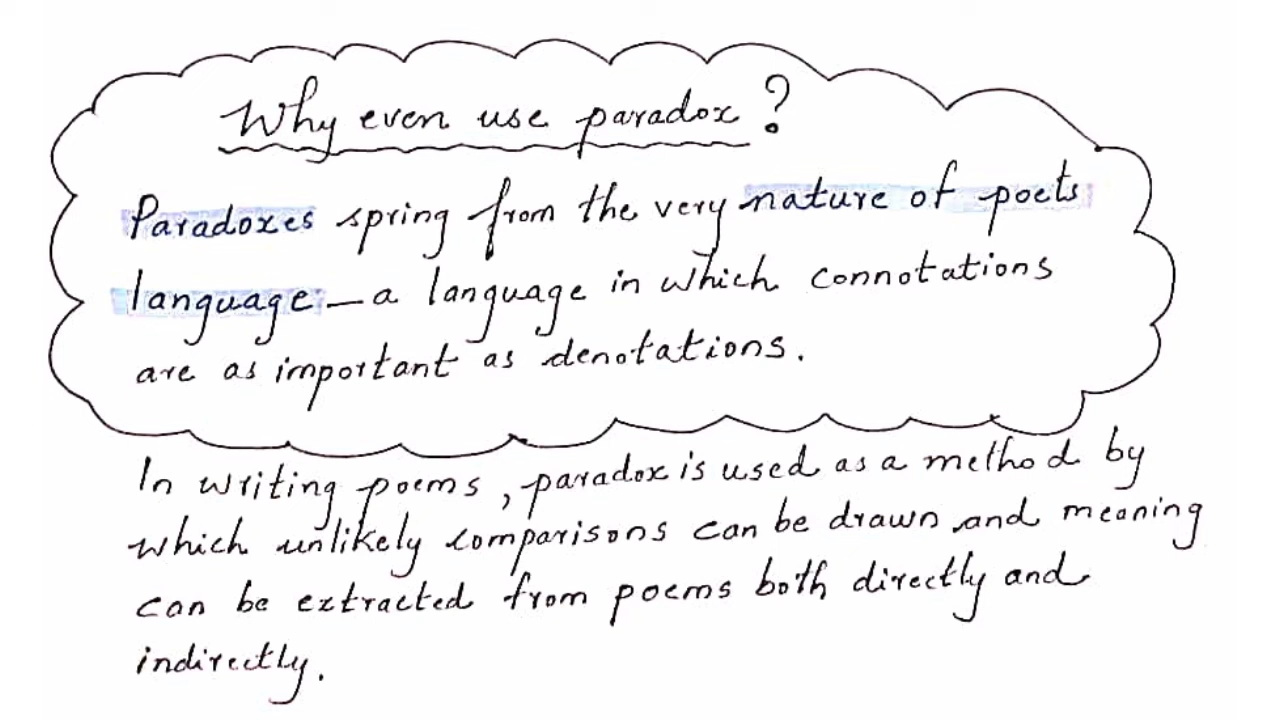 Why even use paradox?
Paradoxes spring from the very nature of poets
language – a language in which connotations
are as important as denotations.
In writing poems, paradox is used as a method by
which unlikely comparisons can be drawn and meaning
can be extracted from poems both directly and
indirectly.